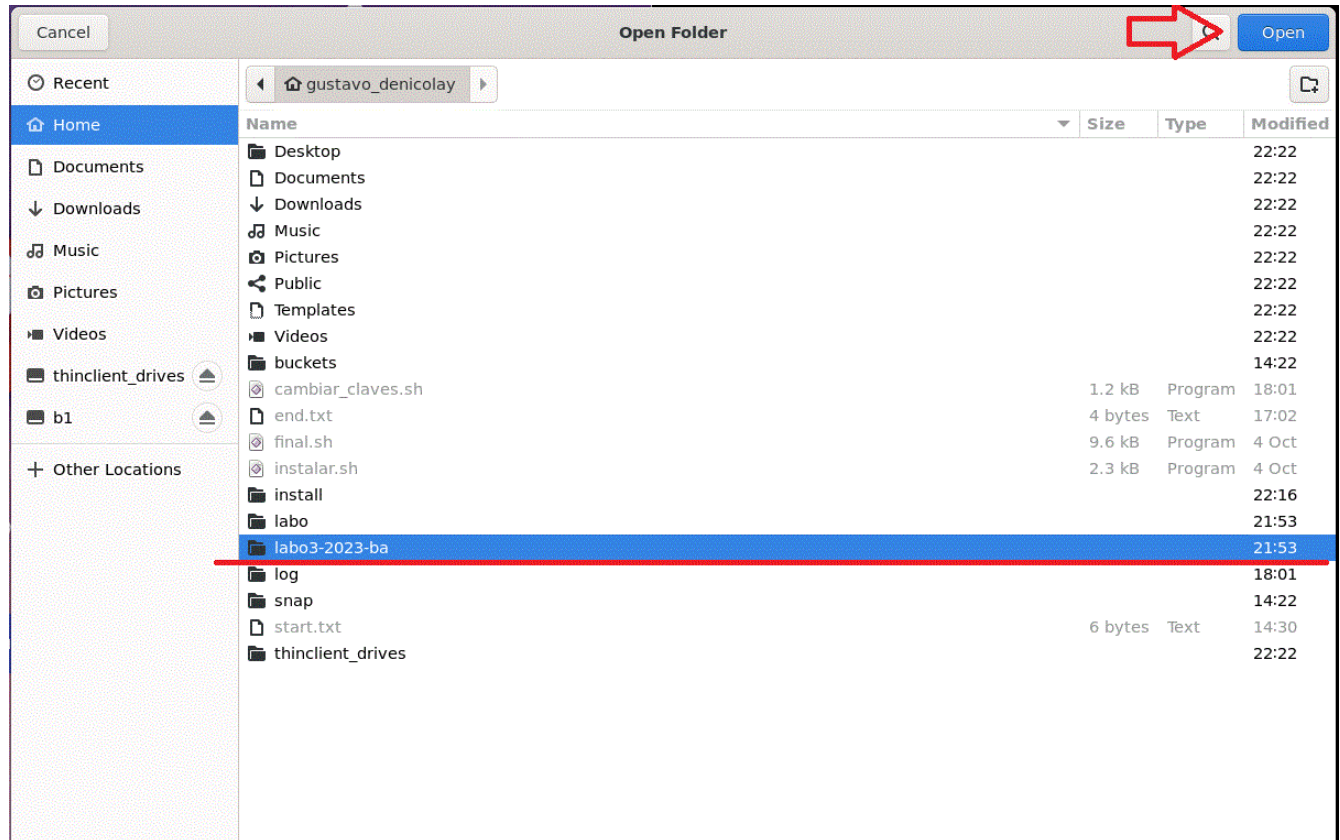 Cancel Open Folder Open
Recent
gustavo_denicolay
Home
Documents
Downloads
Music
Pictures
Videos
thinclient_drives
b1
Other Locations
Name Size Type Modified
Desktop 22:22
Documents 22:22
Downloads 22:22
Music 22:22
Pictures 22:22
Public 22:22
Templates 22:22
Videos 22:22
buckets 14:22
cambiar_claves.sh 1.2 kB Program 18:01
end.txt 4 bytes Text 17:02
final.sh 9.6 kB Program 4 Oct
instalar.sh 2.3 kB Program 4 Oct
install 22:16
labo 21:53
labo3-2023-ba 21:53
log 18:01
snap 14:22
start.txt 6 bytes Text 14:30
thinclient_drives 22:22